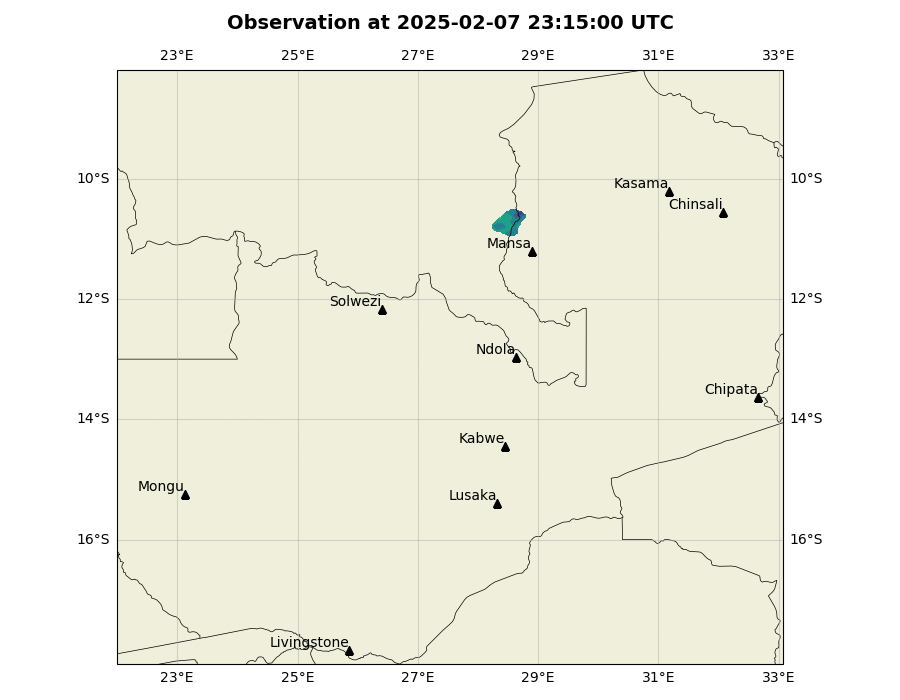 Observation at 2025-02-07 23:15:00 UTC
23°E 25°E 27°E 29°E 31°E 33°E
10°S 10°S
Kasama
Chinsali
Mansa
12°S 12°S
Solwezi
Ndola
Chipata
14°S 14°S
Kabwe
Mongu
Lusaka
16°S 16°S
Livingstone
23°E 25°E 27°E 29°E 31°E 33°E